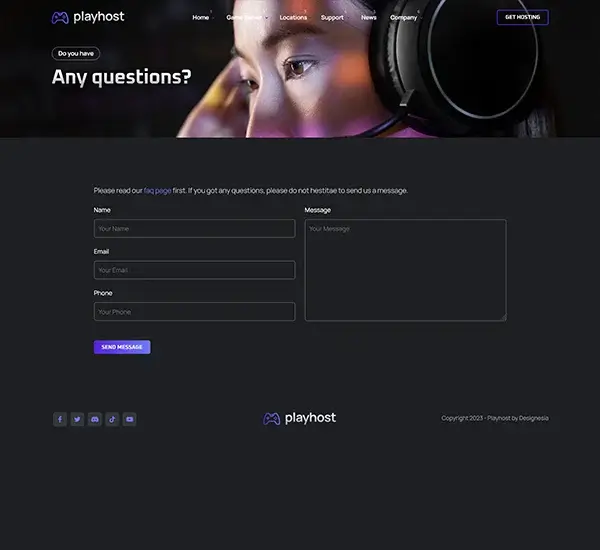 playhost
Home
Game Server
Locations
Support
News
Company
GET HOSTING
Do you have
Any questions?
Please read our faq page first. If you got any questions, please do not hestitae to send us a message.
Name
Message
Your Name
Your Message
Email
Your Email
Phone
Your Phone
SEND MESSAGE
playhost
Copyright 2023 - Playhost by Designesia